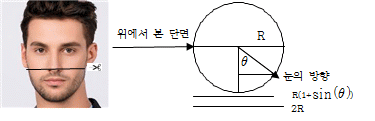 위에서 본 단면
R
θ
눈의 방향
R(1+sin(θ)
2R